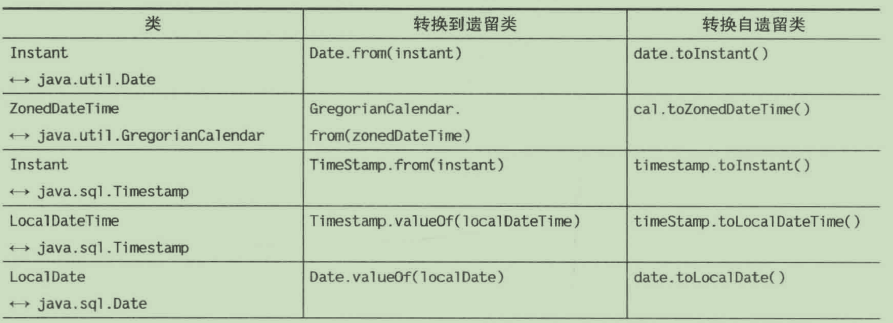 类 转换到遗留类 转换自遗留类
Instant Date.from(instant) date.toInstant()
↔ java.util.Date
ZonedDateTime GregorianCalendar. cal.toZonedDateTime()
↔ java.util.GregorianCalendar from(zonedDateTime)
Instant TimeStamp.from(instant) timestamp.toInstant()
↔ java.sql.Timestamp
LocalDateTime Timestamp.valueOf(localDateTime) timeStamp.toLocalDateTime()
↔ java.sql.Timestamp
LocalDate Date.valueOf(localDate) date.toLocalDate()
↔ java.sql.Date